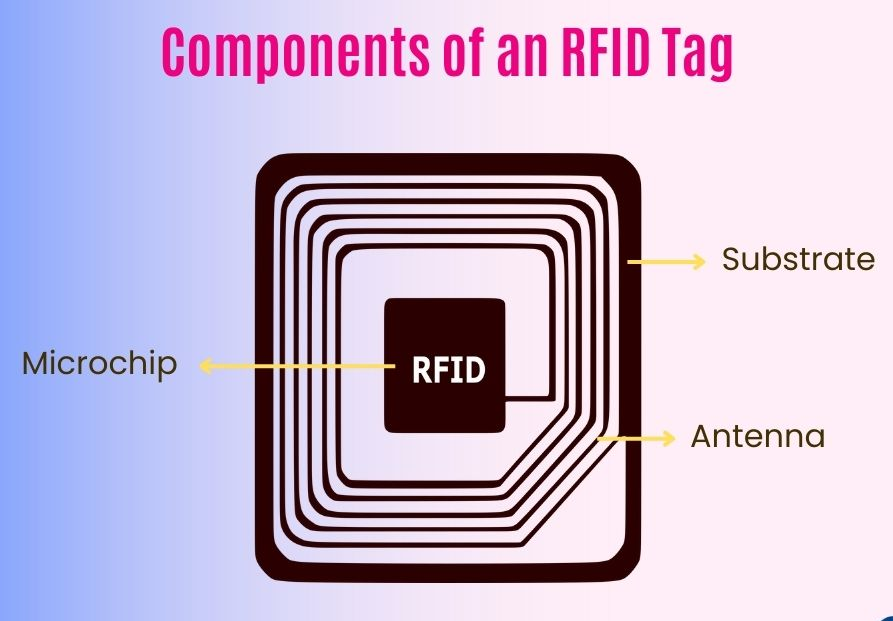 Components of an RFID Tag
Substrate
Microchip
RFID
Antenna